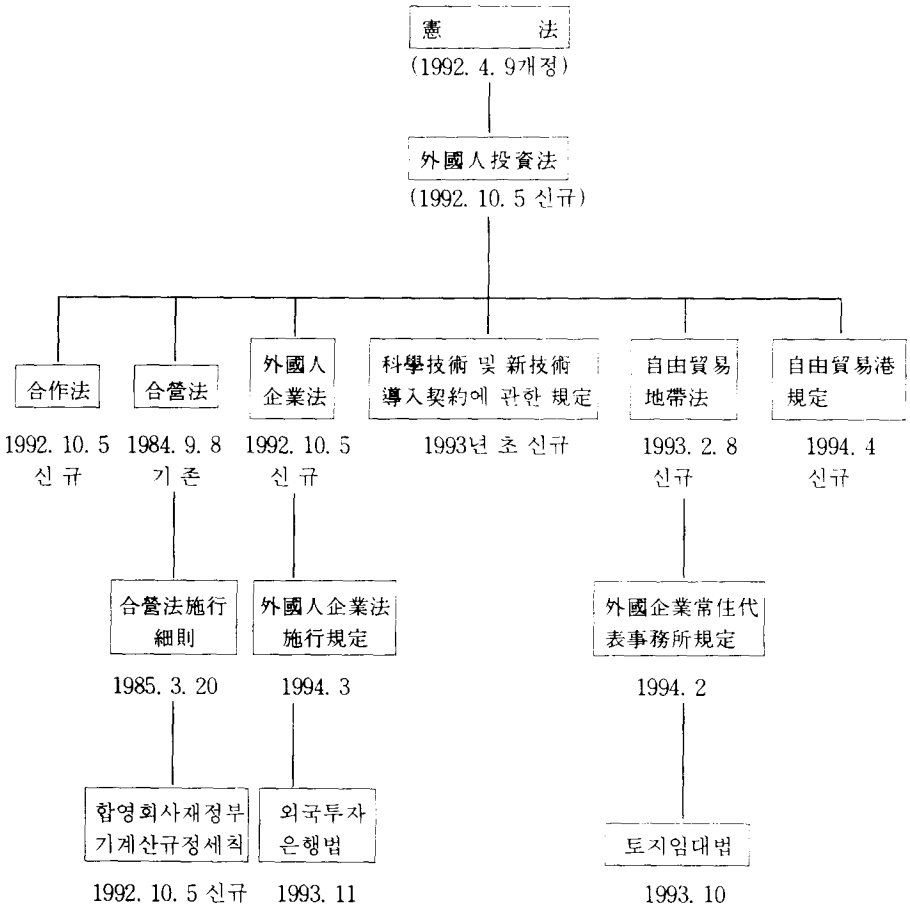 憲 法
(1992. 4. 9개정)
外國人投資法
(1992. 10. 5 신규)
合作法
1992. 10. 5
신 규
合營法
1984. 9. 8
기 존
外國人
企業法
1992. 10. 5
신 규
科學技術 및 新技術
導入契約에 관한 規定
1993년 초 신규
自由貿易
地帶法
1993. 2. 8
신규
自由貿易港
規定
1994. 4
신규
合營法施行
細則
1985. 3. 20
外國人企業法
施行規定
1994. 3
外國企業常住代
表事務所規定
1994. 2
합영회사재정부
기계산규정세칙
1992. 10. 5 신규
외국투자
은행법
1993. 11
토지임대법
1993. 10